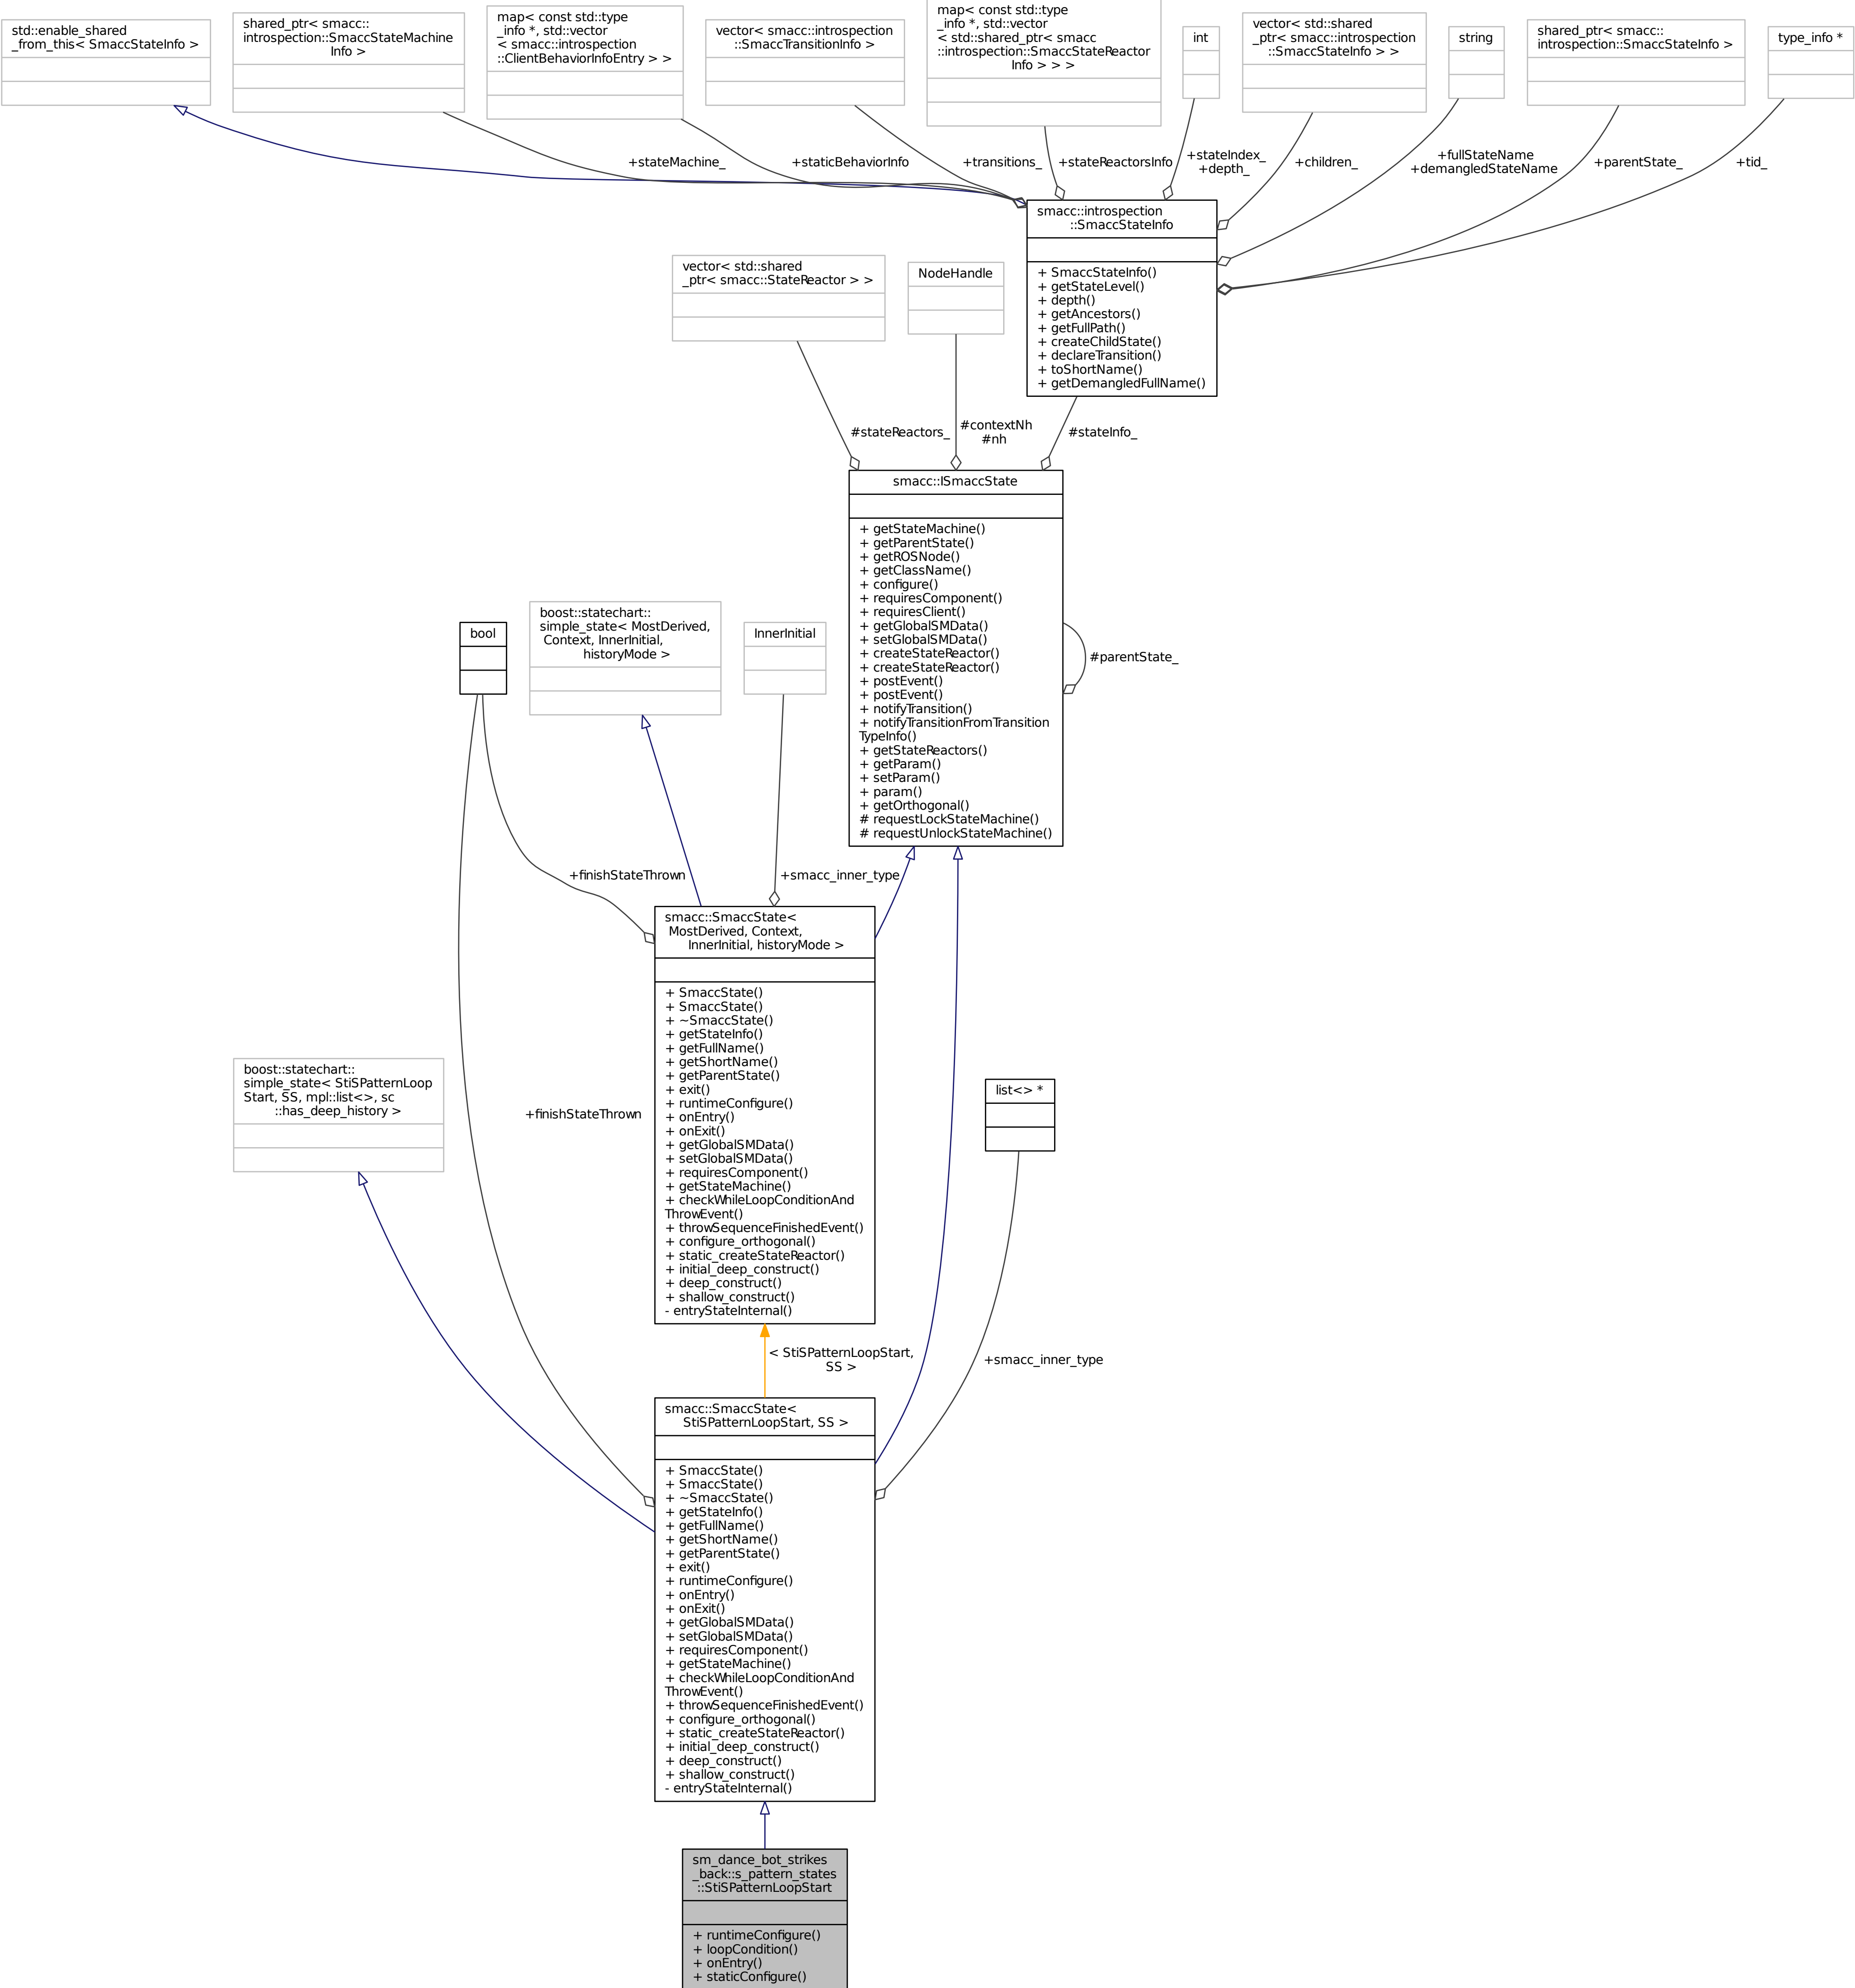 std::enable_shared
_from_this< SmaccStateInfo >
shared_ptr< smacc::
introspection::SmaccStateMachine
Info >
map< const std::type
_info *, std::vector
< smacc::introspection
::ClientBehaviorInfoEntry > >
vector< smacc::introspection
::SmaccTransitionInfo >
map< const std::type
_info *, std::vector
< std::shared_ptr< smacc
::introspection::SmaccStateReactor
Info > > >
int
vector< std::shared
_ptr< smacc::introspection
::SmaccStateInfo > >
string
shared_ptr< smacc::
introspection::SmaccStateInfo >
type_info *
+stateMachine_
+staticBehaviorInfo
+transitions_
+stateReactorsInfo
+stateIndex_
+depth_
+children_
+fullStateName
+demangledStateName
+parentState_
+tid_
smacc::introspection
::SmaccStateInfo
+ SmaccStateInfo()
+ getStateLevel()
+ depth()
+ getAncestors()
+ getFullPath()
+ createChildState()
+ declareTransition()
+ toShortName()
+ getDemangledFullName()
vector< std::shared
_ptr< smacc::StateReactor > >
NodeHandle
#stateReactors_
#contextNh
#nh
#stateInfo_
smacc::ISmaccState
+ getStateMachine()
+ getParentState()
+ getROSNode()
+ getClassName()
+ configure()
+ requiresComponent()
+ requiresClient()
+ getGlobalSMData()
+ setGlobalSMData()
+ createStateReactor()
+ createStateReactor()
+ postEvent()
+ postEvent()
+ notifyTransition()
+ notifyTransitionFromTransition
TypeInfo()
+ getStateReactors()
+ getParam()
+ setParam()
+ param()
+ getOrthogonal()
# requestLockStateMachine()
# requestUnlockStateMachine()
#parentState_
bool
boost::statechart::
simple_state< MostDerived,
Context, InnerInitial,
historyMode >
InnerInitial
+finishStateThrown
+smacc_inner_type
smacc::SmaccState<
MostDerived, Context,
InnerInitial, historyMode >
+ SmaccState()
+ SmaccState()
+ ~SmaccState()
+ getStateInfo()
+ getFullName()
+ getShortName()
+ getParentState()
+ exit()
+ runtimeConfigure()
+ onEntry()
+ onExit()
+ getGlobalSMData()
+ setGlobalSMData()
+ requiresComponent()
+ getStateMachine()
+ checkWhileLoopConditionAnd
ThrowEvent()
+ throwSequenceFinishedEvent()
+ configure_orthogonal()
+ static_createStateReactor()
+ initial_deep_construct()
+ deep_construct()
+ shallow_construct()
- entryStateInternal()
boost::statechart::
simple_state< StiSPatternLoop
Start, SS, mpl::list<>, sc
::has_deep_history >
+finishStateThrown
list<> *
< StiSPatternLoopStart,
SS >
+smacc_inner_type
smacc::SmaccState<
StiSPatternLoopStart, SS >
+ SmaccState()
+ SmaccState()
+ ~SmaccState()
+ getStateInfo()
+ getFullName()
+ getShortName()
+ getParentState()
+ exit()
+ runtimeConfigure()
+ onEntry()
+ onExit()
+ getGlobalSMData()
+ setGlobalSMData()
+ requiresComponent()
+ getStateMachine()
+ checkWhileLoopConditionAnd
ThrowEvent()
+ throwSequenceFinishedEvent()
+ configure_orthogonal()
+ static_createStateReactor()
+ initial_deep_construct()
+ deep_construct()
+ shallow_construct()
- entryStateInternal()
sm_dance_bot_strikes
_back::s_pattern_states
::StiSPatternLoopStart
+ runtimeConfigure()
+ loopCondition()
+ onEntry()
+ staticConfigure()